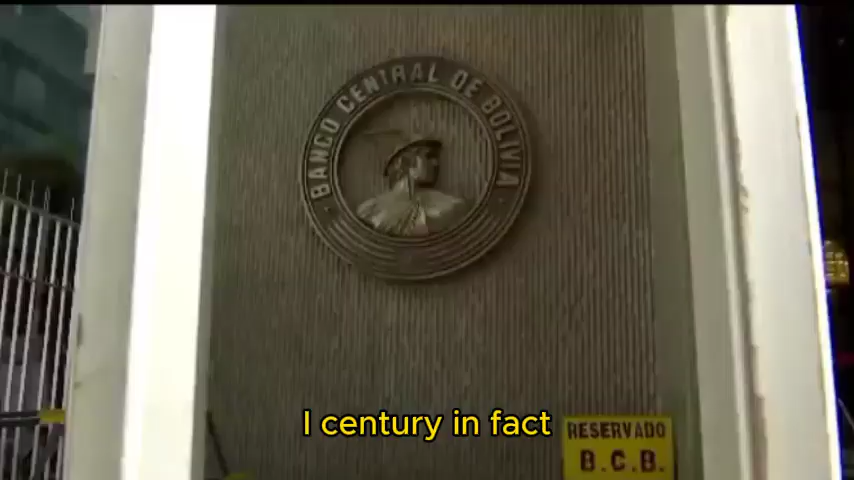 BANCO CENTRAL DE BOLIVIA
I century in fact
RESERVADO
B.C.B.